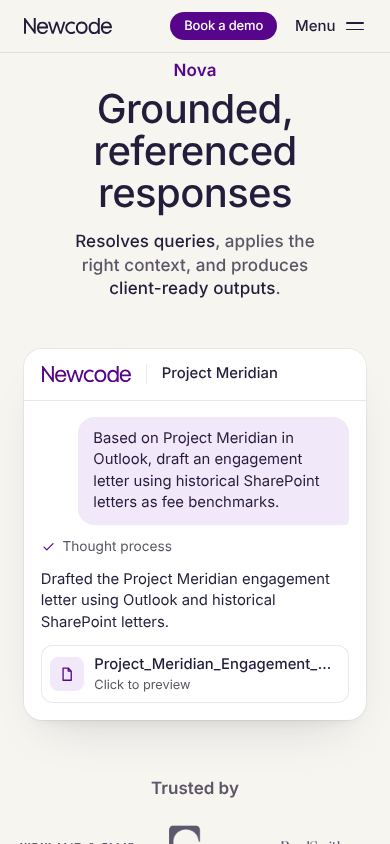 Newcode
Book a demo
Menu
Nova
Grounded,
referenced
responses
Resolves queries, applies the
right context, and produces
client-ready outputs.
Newcode
Project Meridian
Based on Project Meridian in
Outlook, draft an engagement
letter using historical SharePoint
letters as fee benchmarks.
Thought process
Drafted the Project Meridian engagement
letter using Outlook and historical
SharePoint letters.
Project_Meridian_Engagement_...
Click to preview
Trusted by